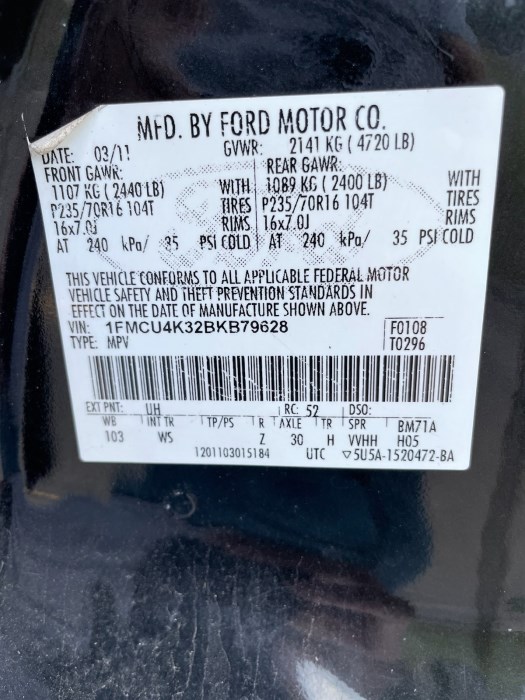 MFD. BY FORD MOTOR CO.
DATE: 03/11 GVWR: 2141 KG ( 4720 LB)
FRONT GAWR: REAR GAWR:
1107 KG ( 2440 LB) WITH 1089 KG ( 2400 LB) WITH
P235/70R16 104T TIRES P235/70R16 104T TIRES
16x7.0J RIMS 16x7.0J RIMS
AT 240 kPa/ 35 PSI COLD AT 240 kPa/ 35 PSI COLD
THIS VEHICLE CONFORMS TO ALL APPLICABLE FEDERAL MOTOR
VEHICLE SAFETY AND THEFT PREVENTION STANDARDS IN
EFFECT ON THE DATE OF MANUFACTURE SHOWN ABOVE.
VIN: 1FMCU4K32BKB79628 F0108
TYPE: MPV T0296
EXT PNT: UH RC: 52 DSO:
WB INT TR TP/PS R AXLE TR SPR BM71A
103 WS Z 30 H VVHH H05
1201103015184 UTC ▽5U5A-1520472-BA